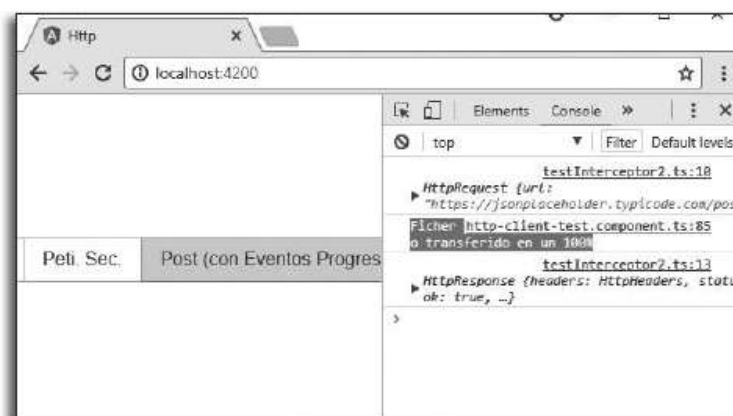 Http
localhost:4200
Elements Console »
top Filter Default levels
testInterceptor2.ts:10
HttpRequest {url:
"https://jsonplaceholder.typicode.com/pos
Ficher http-client-test.component.ts:85
o transferido en un 100%
testInterceptor2.ts:13
HttpResponse {headers: HttpHeaders, statu
ok: true, …}
Peti. Sec. Post (con Eventos Progres